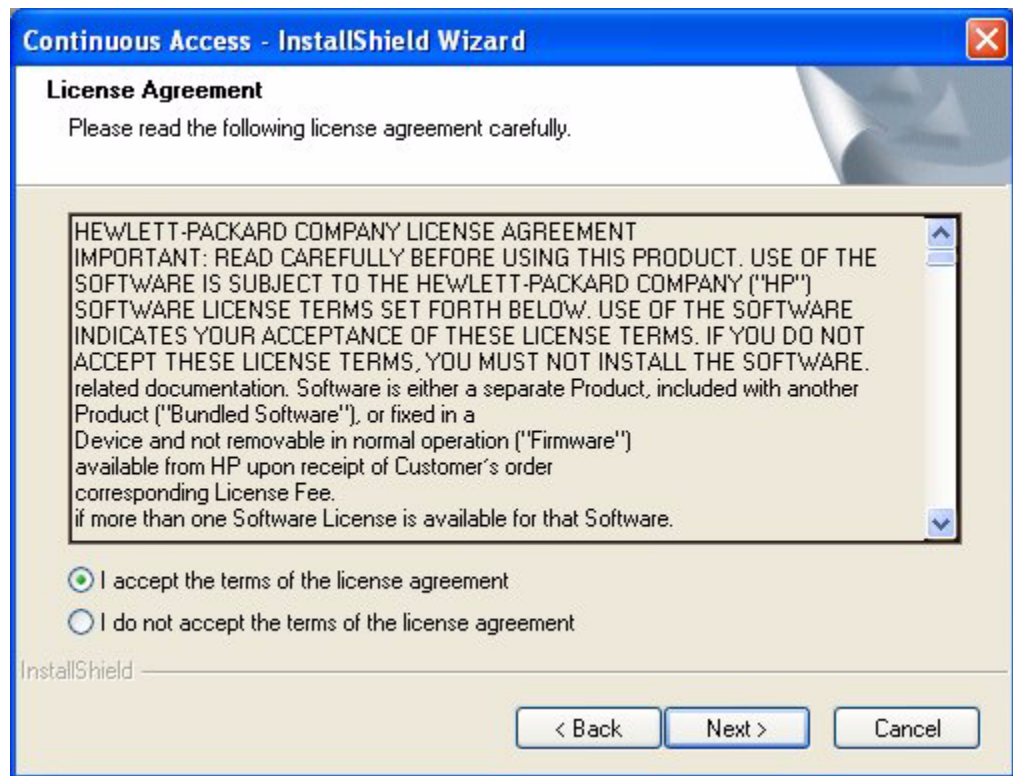 Continuous Access - InstallShield Wizard
License Agreement
Please read the following license agreement carefully.
HEWLETT-PACKARD COMPANY LICENSE AGREEMENT
IMPORTANT: READ CAREFULLY BEFORE USING THIS PRODUCT. USE OF THE
SOFTWARE IS SUBJECT TO THE HEWLETT-PACKARD COMPANY ("HP")
SOFTWARE LICENSE TERMS SET FORTH BELOW. USE OF THE SOFTWARE
INDICATES YOUR ACCEPTANCE OF THESE LICENSE TERMS. IF YOU DO NOT
ACCEPT THESE LICENSE TERMS, YOU MUST NOT INSTALL THE SOFTWARE.
related documentation. Software is either a separate Product, included with another
Product ("Bundled Software"), or fixed in a
Device and not removable in normal operation ("Firmware")
available from HP upon receipt of Customer´s order
corresponding License Fee.
if more than one Software License is available for that Software.
I accept the terms of the license agreement
I do not accept the terms of the license agreement
InstallShield
< Back Next > Cancel